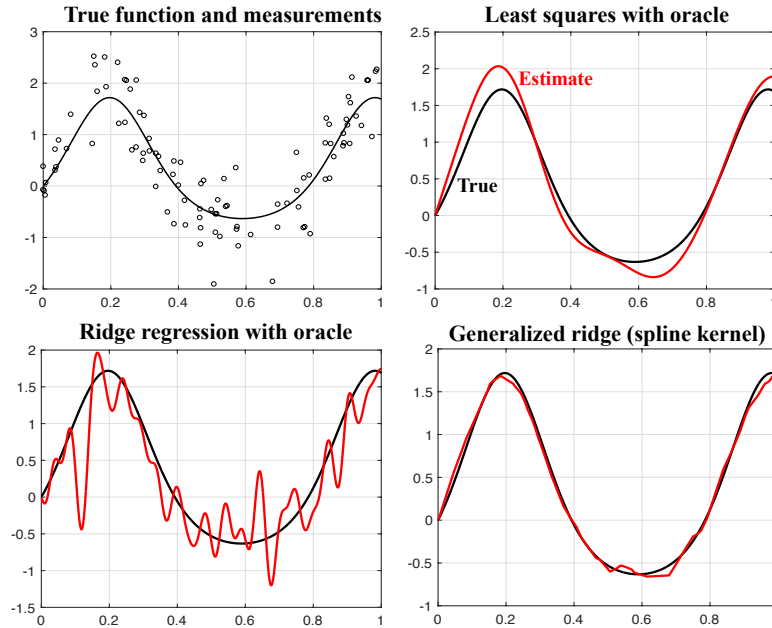 True function and measurements
3
2
1
0
-1
-2
0 0.2 0.4 0.6 0.8 1
Least squares with oracle
2.5
2
1.5
1
0.5
0
-0.5
-1
0 0.2 0.4 0.6 0.8
Estimate
True
Ridge regression with oracle
2
1.5
1
0.5
0
-0.5
-1
-1.5
0 0.2 0.4 0.6 0.8 1
Generalized ridge (spline kernel)
2
1.5
1
0.5
0
-0.5
-1
0 0.2 0.4 0.6 0.8